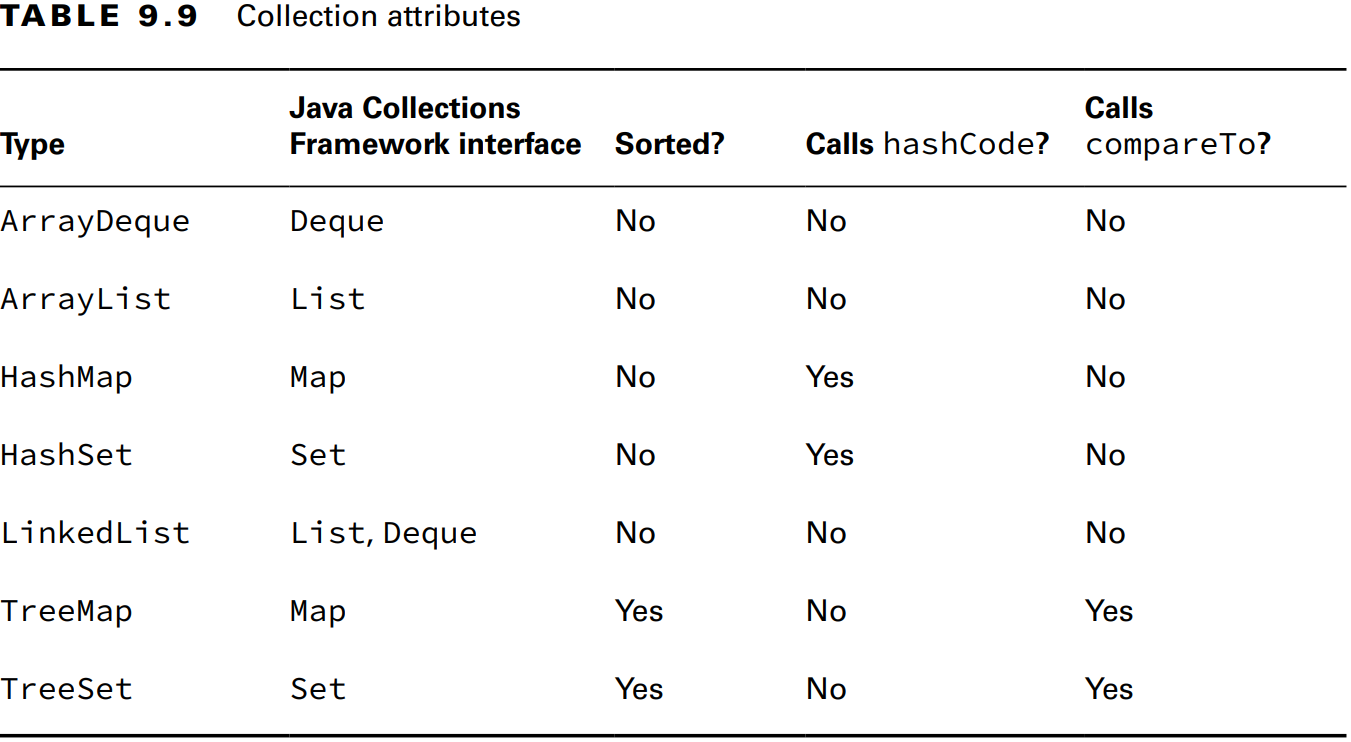 TABLE 9.9 Collection attributes
Type Java Collections Framework interface Sorted? Calls hashCode? Calls compareTo?
ArrayDeque Deque No No No
ArrayList List No No No
HashMap Map No Yes No
HashSet Set No Yes No
LinkedList List, Deque No No No
TreeMap Map Yes No Yes
TreeSet Set Yes No Yes